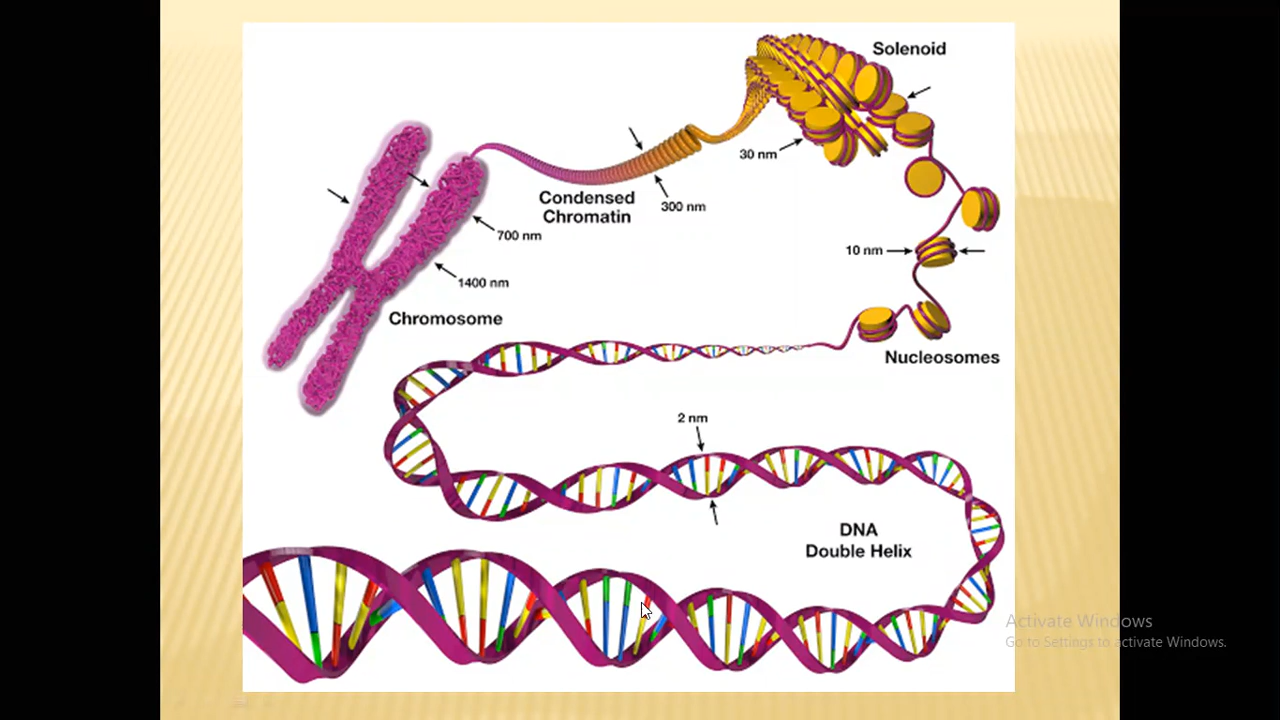 Solenoid
30 nm
Condensed
Chromatin
300 nm
700 nm
1400 nm
Chromosome
10 nm
Nucleosomes
2 nm
DNA
Double Helix
Activate Windows
Go to Settings to activate Windows.